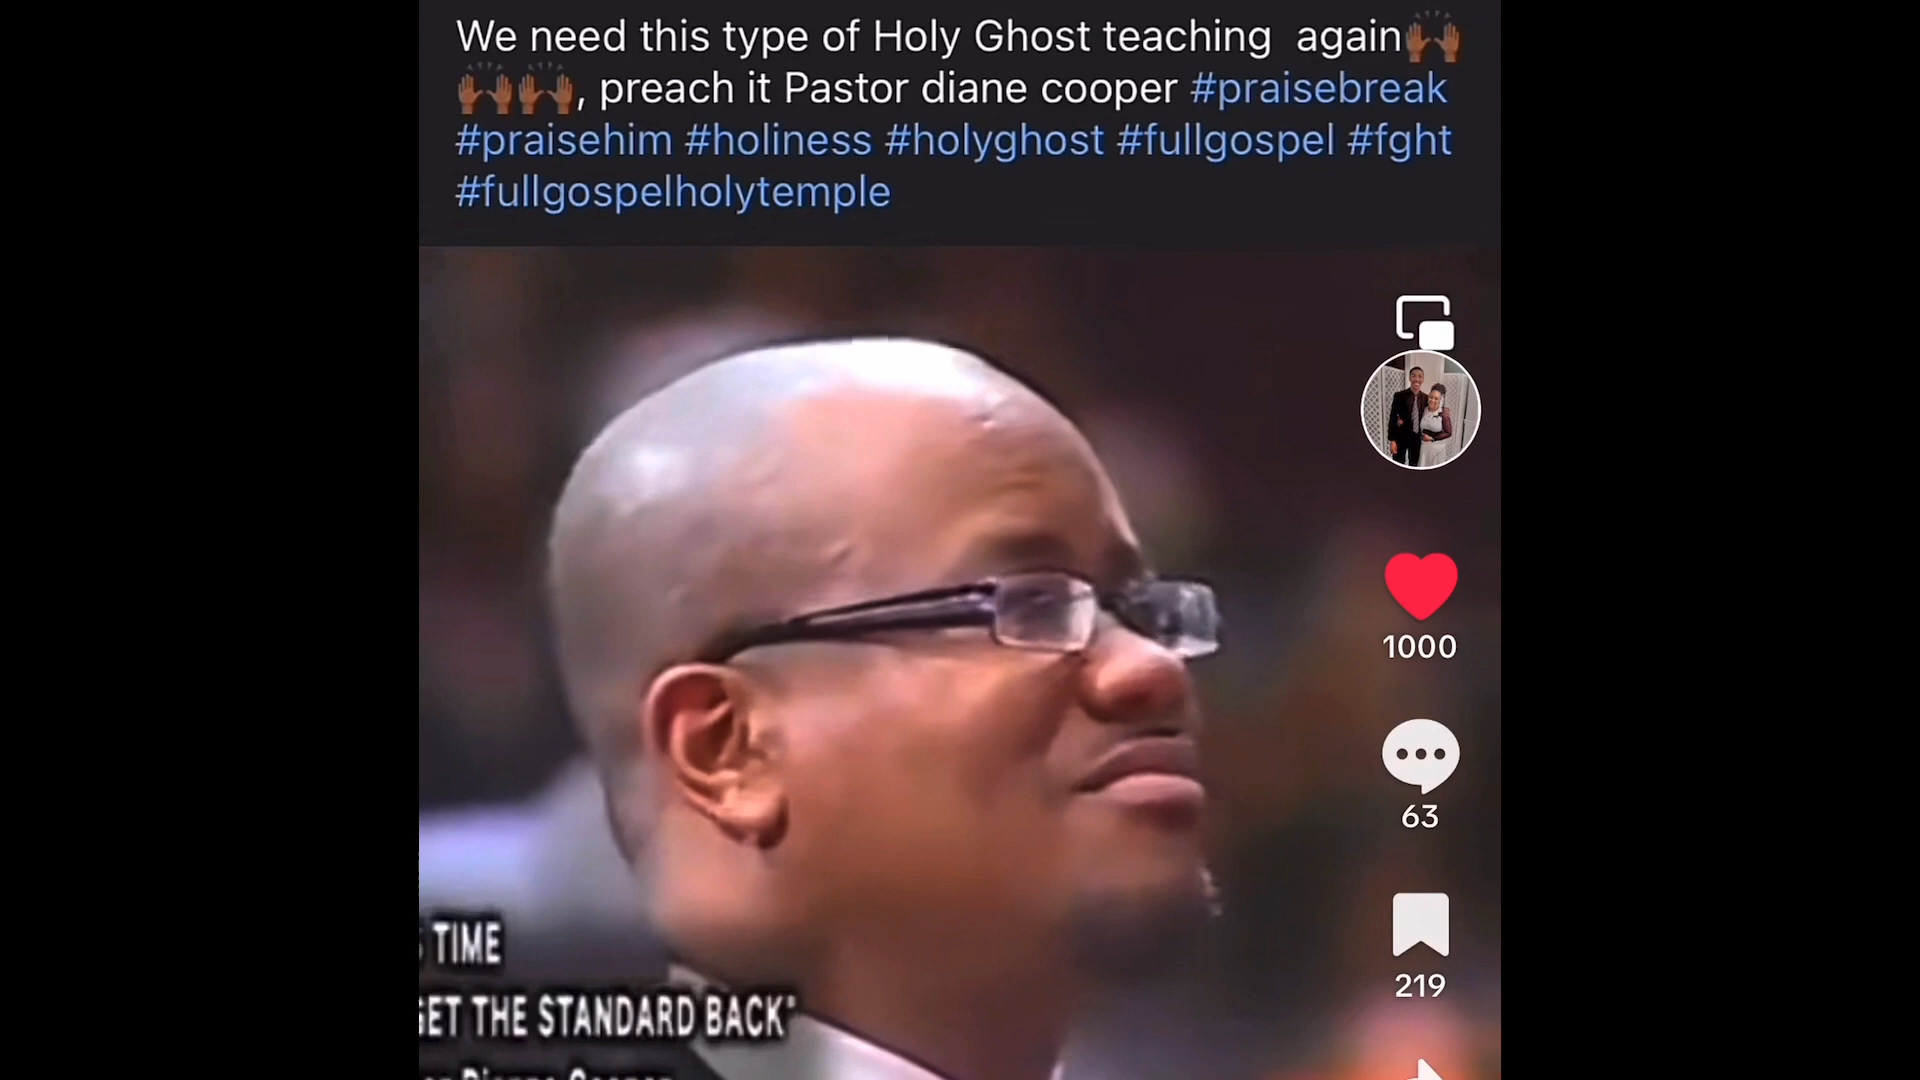 We need this type of Holy Ghost teaching  again🙌🏾
🙌🏾🙌🏾, preach it Pastor diane cooper #praisebreak
#praisehim #holiness #holyghost #fullgospel #fght
#fullgospelholytemple
1000
63
219
TIME
GET THE STANDARD BACK"